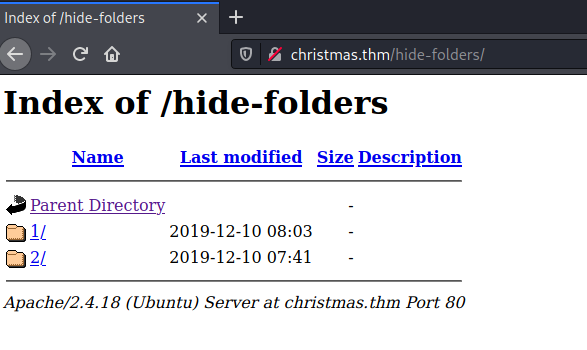 Index of /hide-folders
christmas.thm/hide-folders/
Index of /hide-folders
Name Last modified Size Description
Parent Directory -
1/ 2019-12-10 08:03 -
2/ 2019-12-10 07:41 -
Apache/2.4.18 (Ubuntu) Server at christmas.thm Port 80